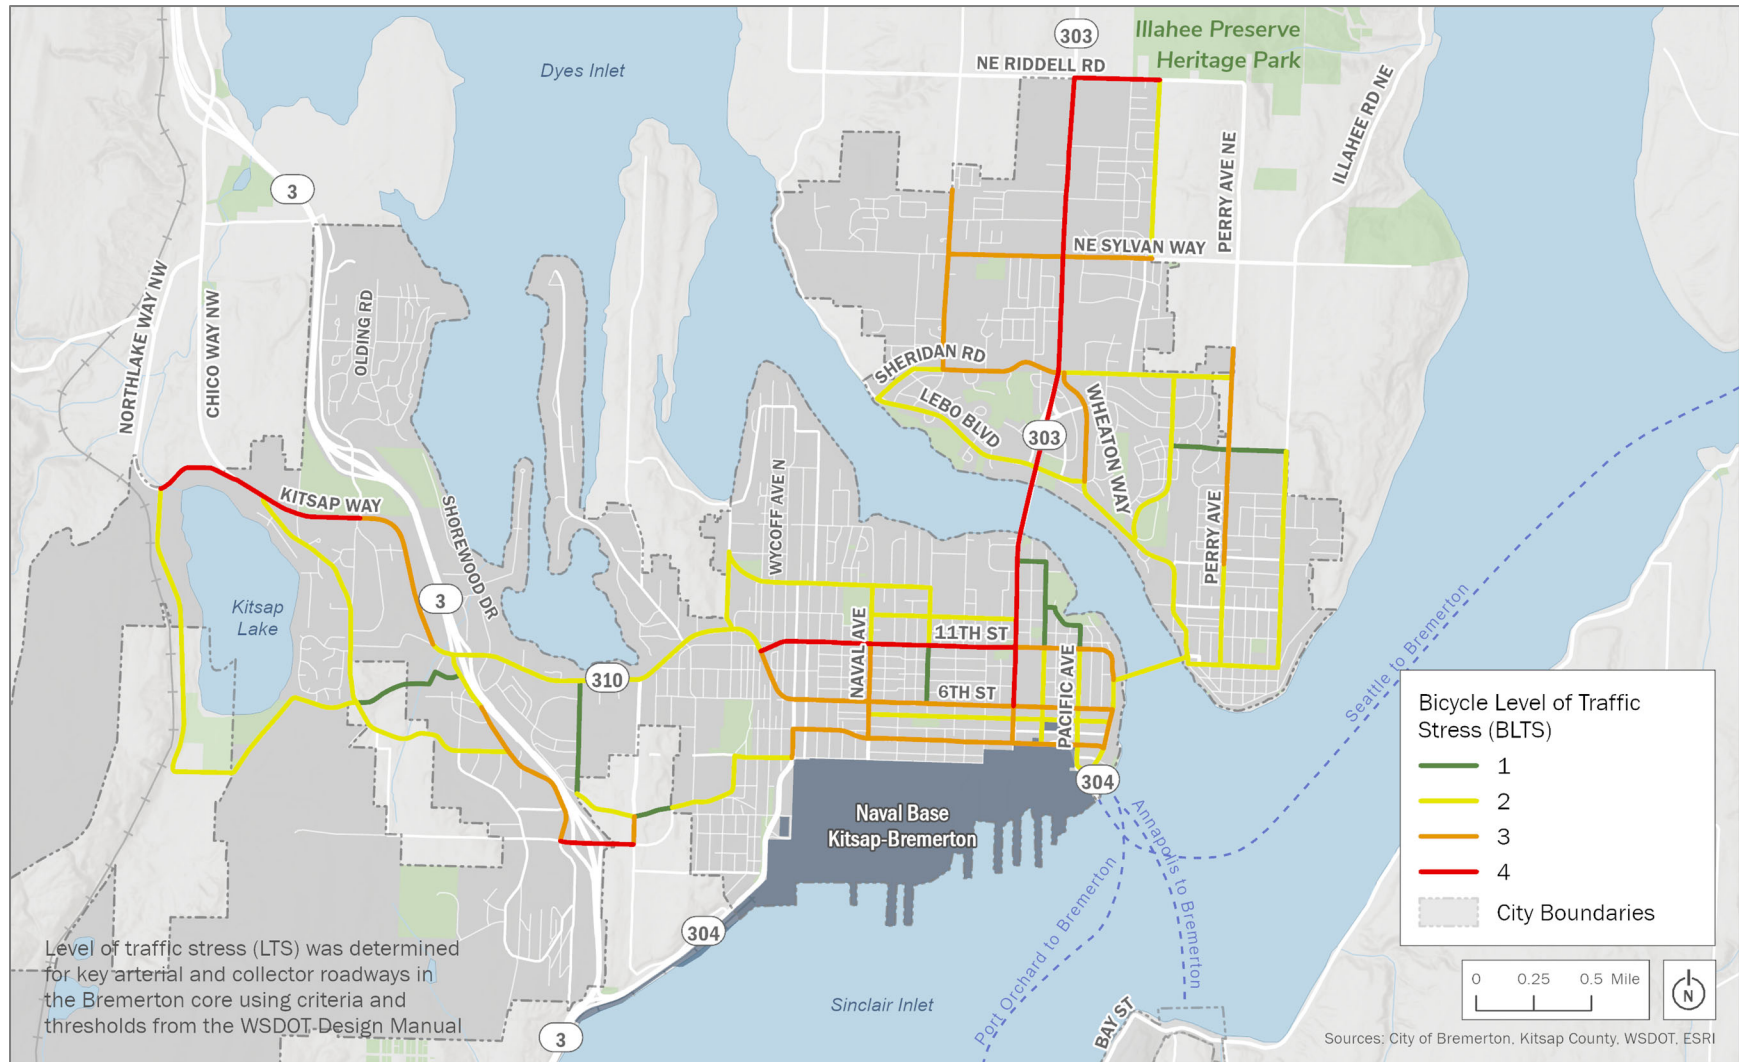 303
Illahee Preserve
Heritage Park
NE RIDDELL RD
Dyes Inlet
ILLAHEE RD NE
PERRY AVE NE
3
NE SYLVAN WAY
NORTHLAKE WAY NW
CHICO WAY NW
OLDING RD
SHERIDAN RD
LEBO BLVD
WHEATON WAY
303
KITSAP WAY
SHOREWOOD DR
WYCOFF AVE N
PERRY AVE
3
Kitsap
Lake
NAVAL AVE
11TH ST
6TH ST
PACIFIC AVE
310
304
Seattle to Bremerton
Naval Base
Kitsap-Bremerton
Annapolis to Bremerton
Port Orchard to Bremerton
304
Sinclair Inlet
3
BAY ST
Bicycle Level of Traffic
Stress (BLTS)
1
2
3
4
City Boundaries
Level of traffic stress (LTS) was determined
for key arterial and collector roadways in
the Bremerton core using criteria and
thresholds from the WSDOT Design Manual
0 0.25 0.5 Mile
N
Sources: City of Bremerton, Kitsap County, WSDOT, ESRI